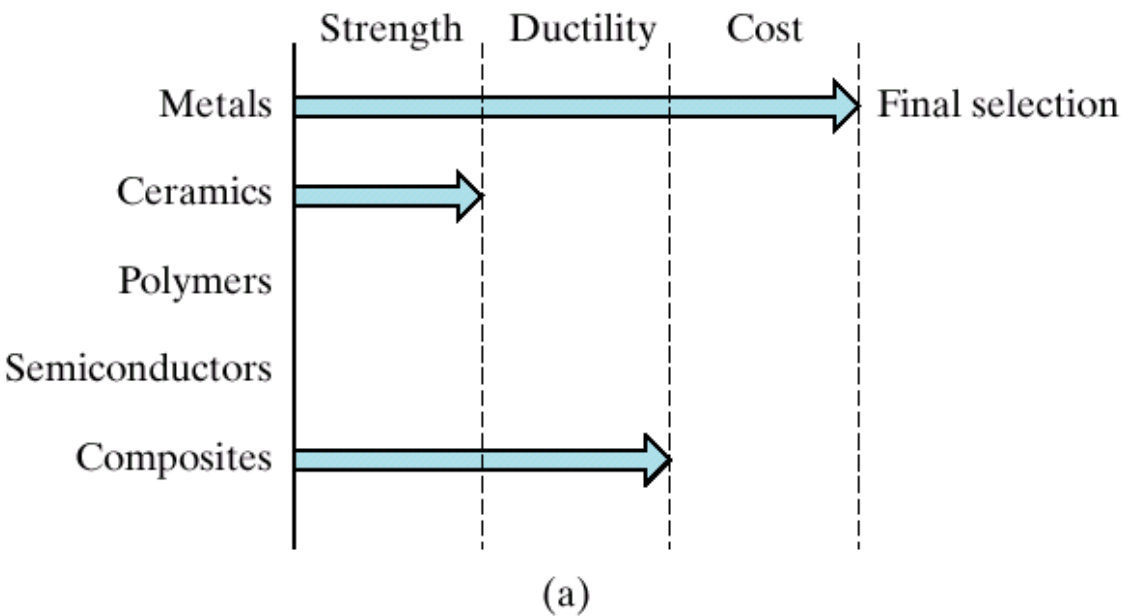 Strength Ductility Cost
Metals Final selection
Ceramics
Polymers
Semiconductors
Composites
(a)